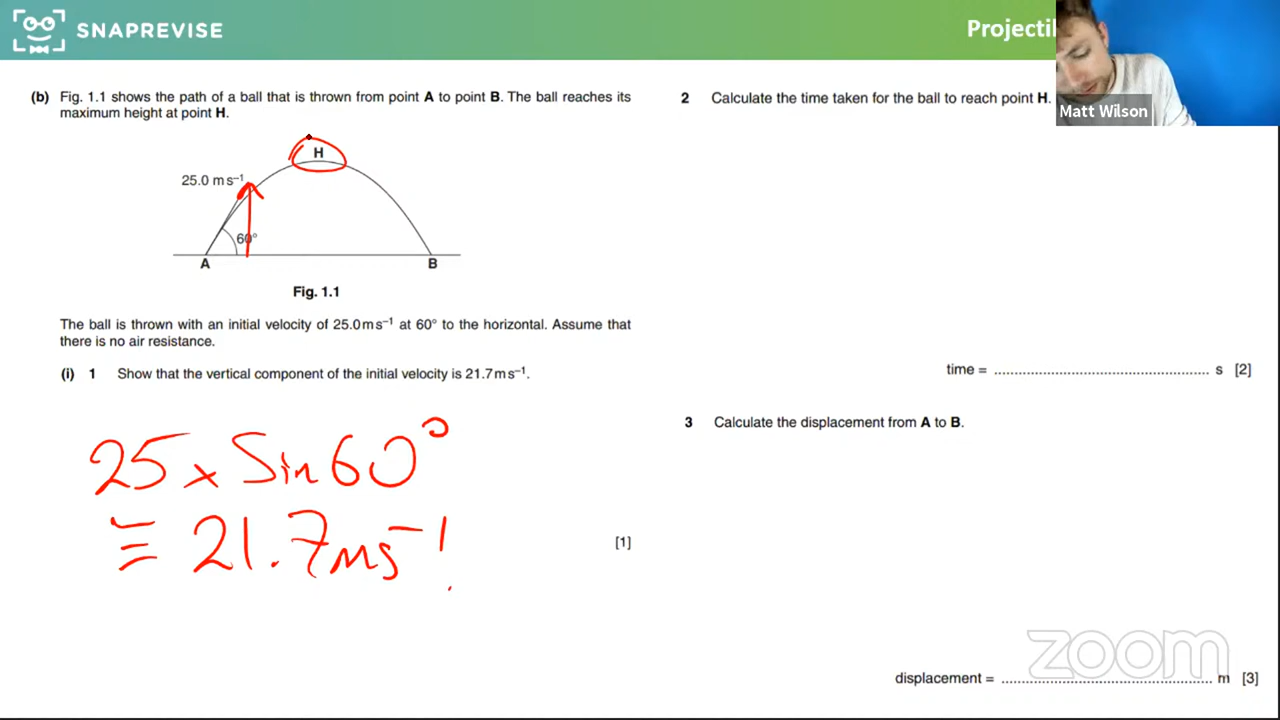 SNAPREVISE
Projectil
Matt Wilson
(b) Fig. 1.1 shows the path of a ball that is thrown from point A to point B. The ball reaches its
maximum height at point H.
H
25.0 m s⁻¹
60°
A
B
Fig. 1.1
The ball is thrown with an initial velocity of 25.0 m s⁻¹ at 60° to the horizontal. Assume that
there is no air resistance.
(i) 1 Show that the vertical component of the initial velocity is 21.7 m s⁻¹.
25 x Sin 60°
≡ 21.7 ms⁻¹
[1]
2 Calculate the time taken for the ball to reach point H.
time = .................................................... s [2]
3 Calculate the displacement from A to B.
displacement = .................................................... m [3]
zoom